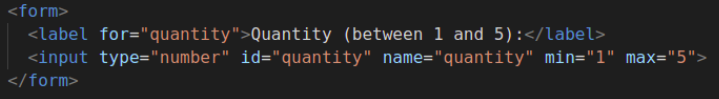 <form>
<label for="quantity">Quantity (between 1 and 5):</label>
<input type="number" id="quantity" name="quantity" min="1" max="5">
</form>